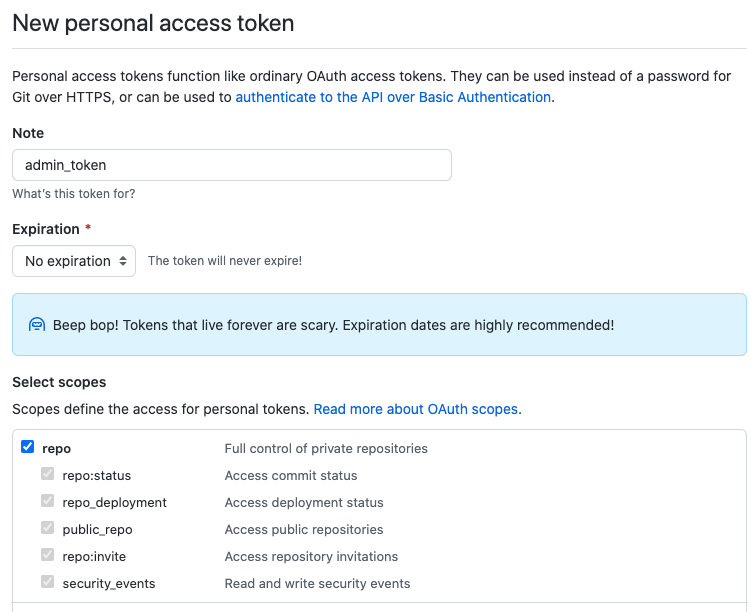 New personal access token
Personal access tokens function like ordinary OAuth access tokens. They can be used instead of a password for
Git over HTTPS, or can be used to authenticate to the API over Basic Authentication.
Note
admin_token
What's this token for?
Expiration *
No expiration The token will never expire!
Beep bop! Tokens that live forever are scary. Expiration dates are highly recommended!
Select scopes
Scopes define the access for personal tokens. Read more about OAuth scopes.
repo Full control of private repositories
repo:status Access commit status
repo_deployment Access deployment status
public_repo Access public repositories
repo:invite Access repository invitations
security_events Read and write security events